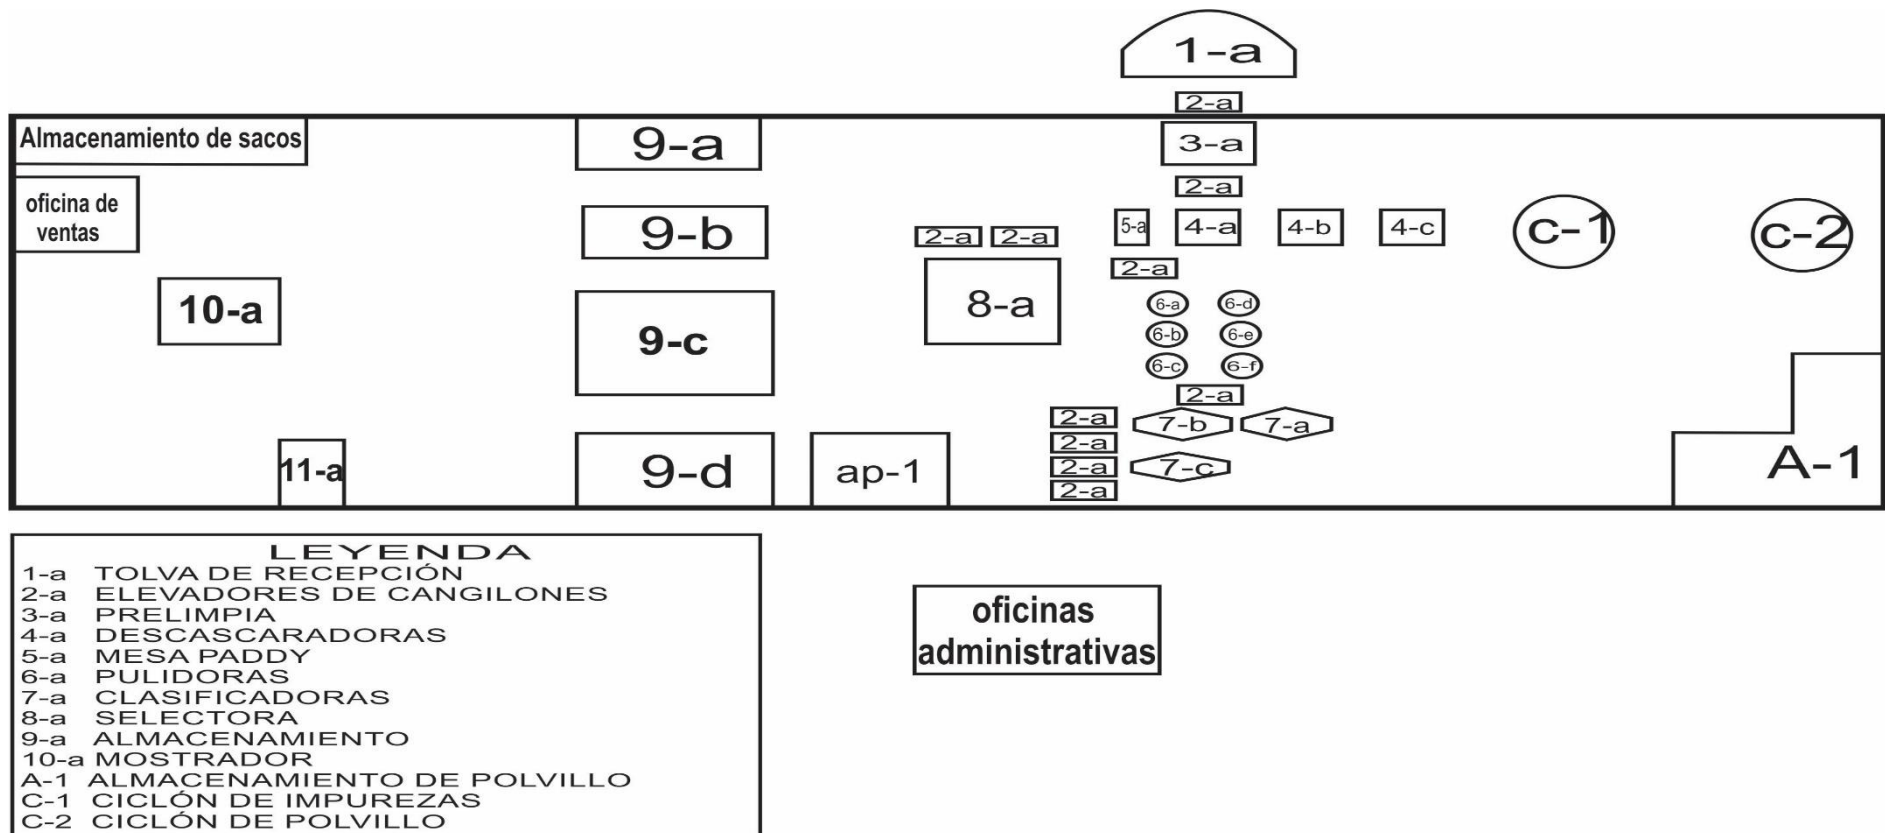 1-a
2-a
Almacenamiento de sacos
9-a
3-a
2-a
oficina de
ventas
9-b
2-a 2-a
5-a 4-a 4-b 4-c
c-1
c-2
2-a
10-a
9-c
8-a
6-a 6-d
6-b 6-e
6-c 6-f
2-a
2-a
7-b 7-a
2-a
11-a
9-d
ap-1
2-a
7-c
A-1
2-a
LEYENDA
1-a TOLVA DE RECEPCIÓN
2-a ELEVADORES DE CANGILONES
3-a PRELIMPIA
4-a DESCASCARADORAS
5-a MESA PADDY
6-a PULIDORAS
7-a CLASIFICADORAS
8-a SELECTORA
9-a ALMACENAMIENTO
10-a MOSTRADOR
A-1 ALMACENAMIENTO DE POLVILLO
C-1 CICLÓN DE IMPUREZAS
C-2 CICLÓN DE POLVILLO
oficinas
administrativas